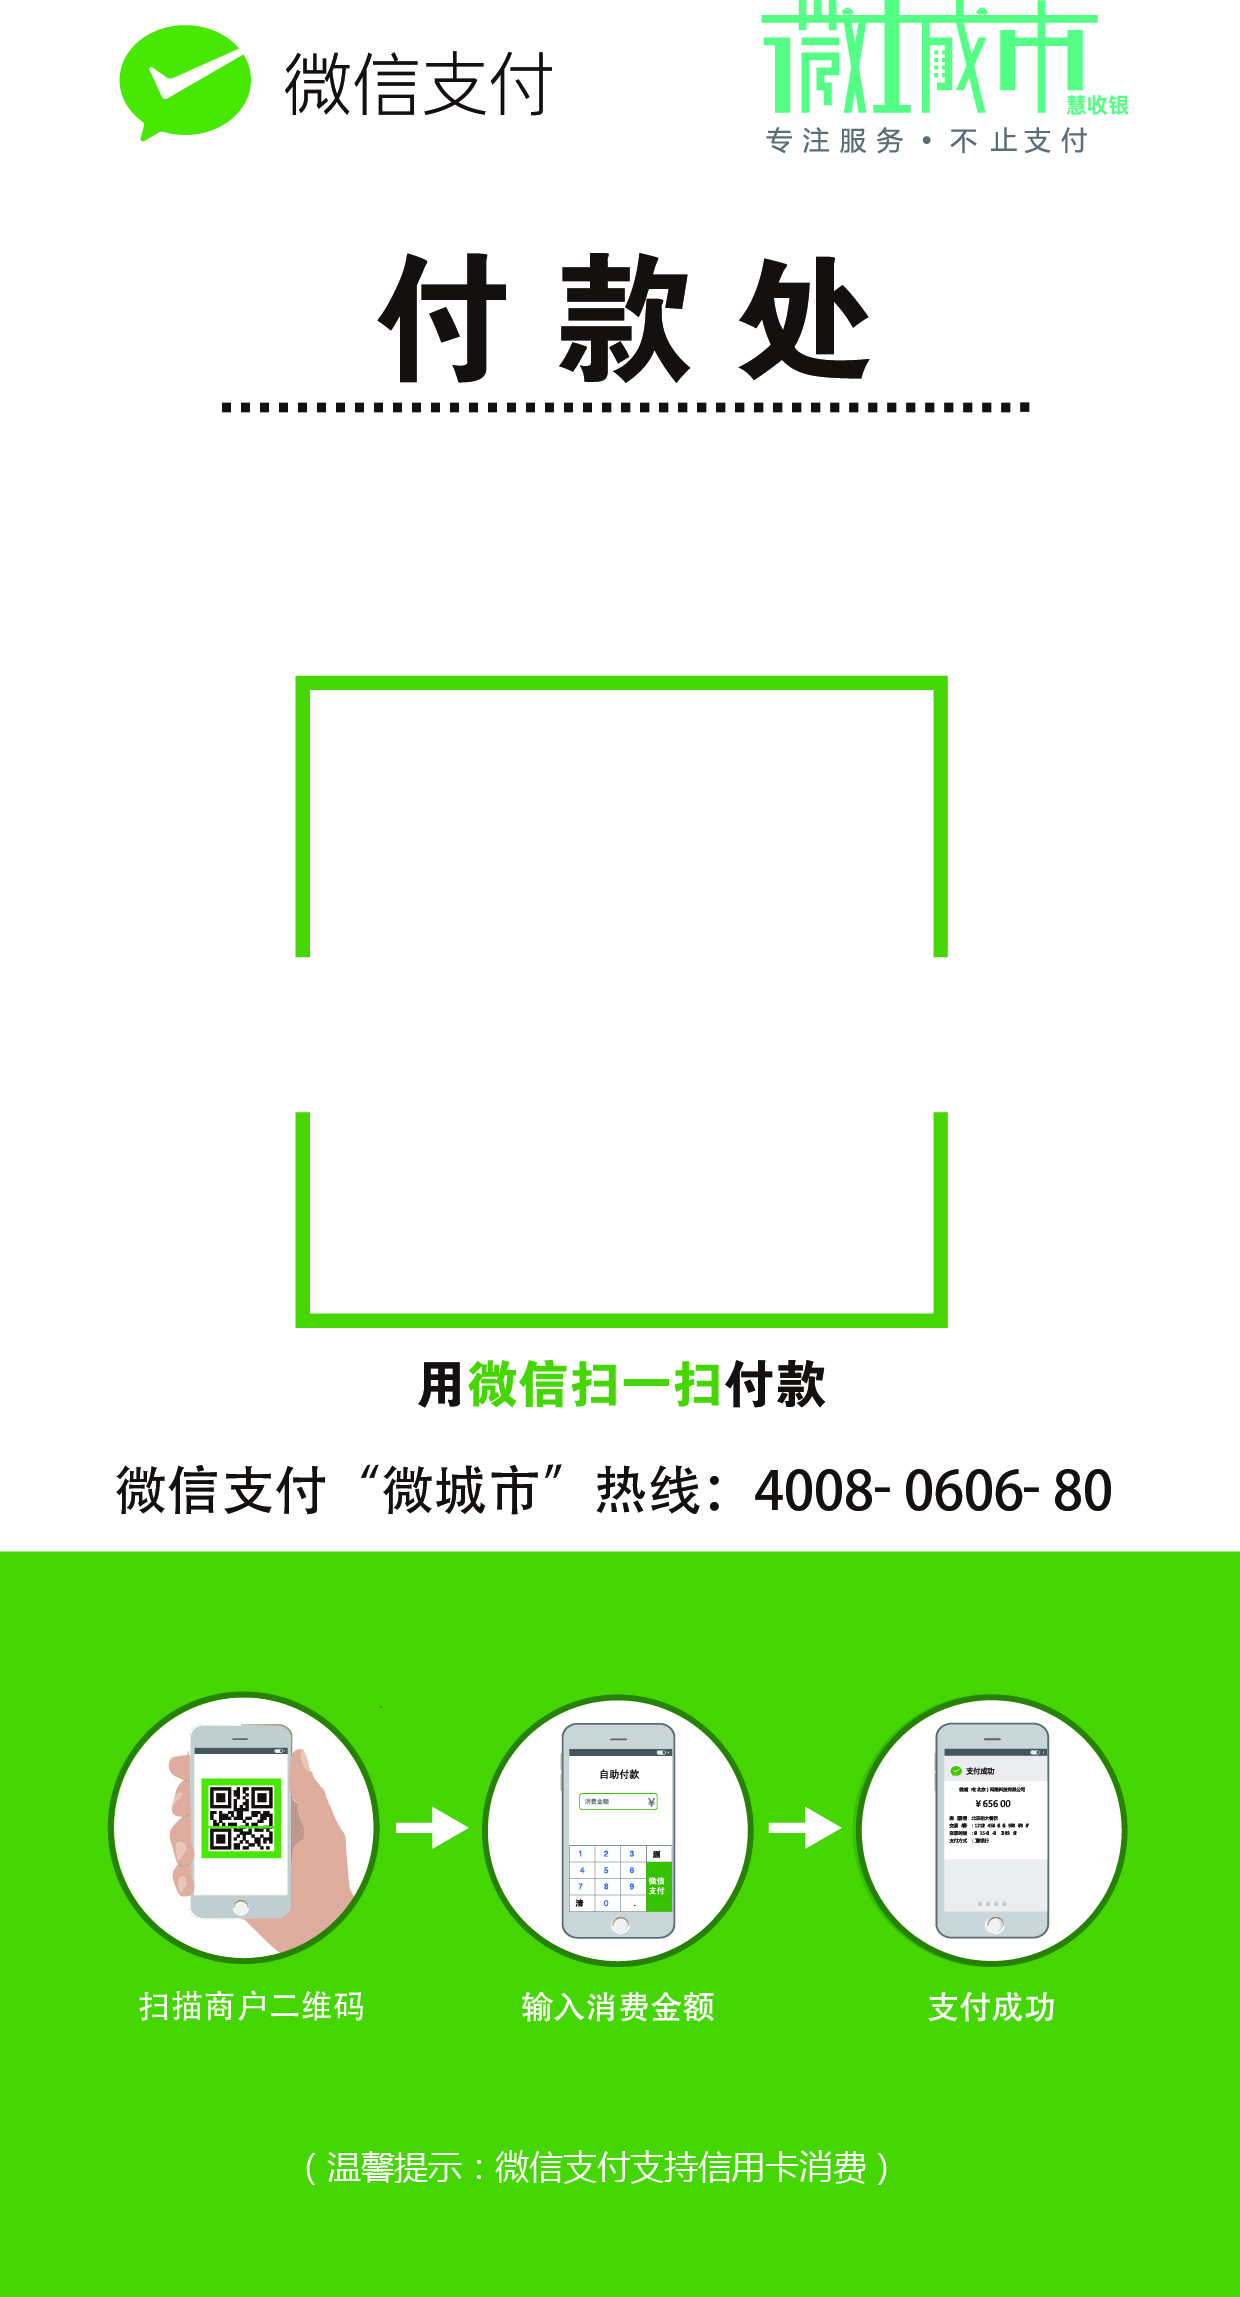 微信支付
微城市
慧收银
专注服务·不止支付
付款处
用微信扫一扫付款
微信支付“微城市”热线：4008-0606-80
自助付款
消费金额 ¥
1 2 3 删
4 5 6
7 8 9
微信
支付
清 0 .
支付成功
¥ 656 00
扫描商户二维码
输入消费金额
支付成功
（温馨提示：微信支付支持信用卡消费）